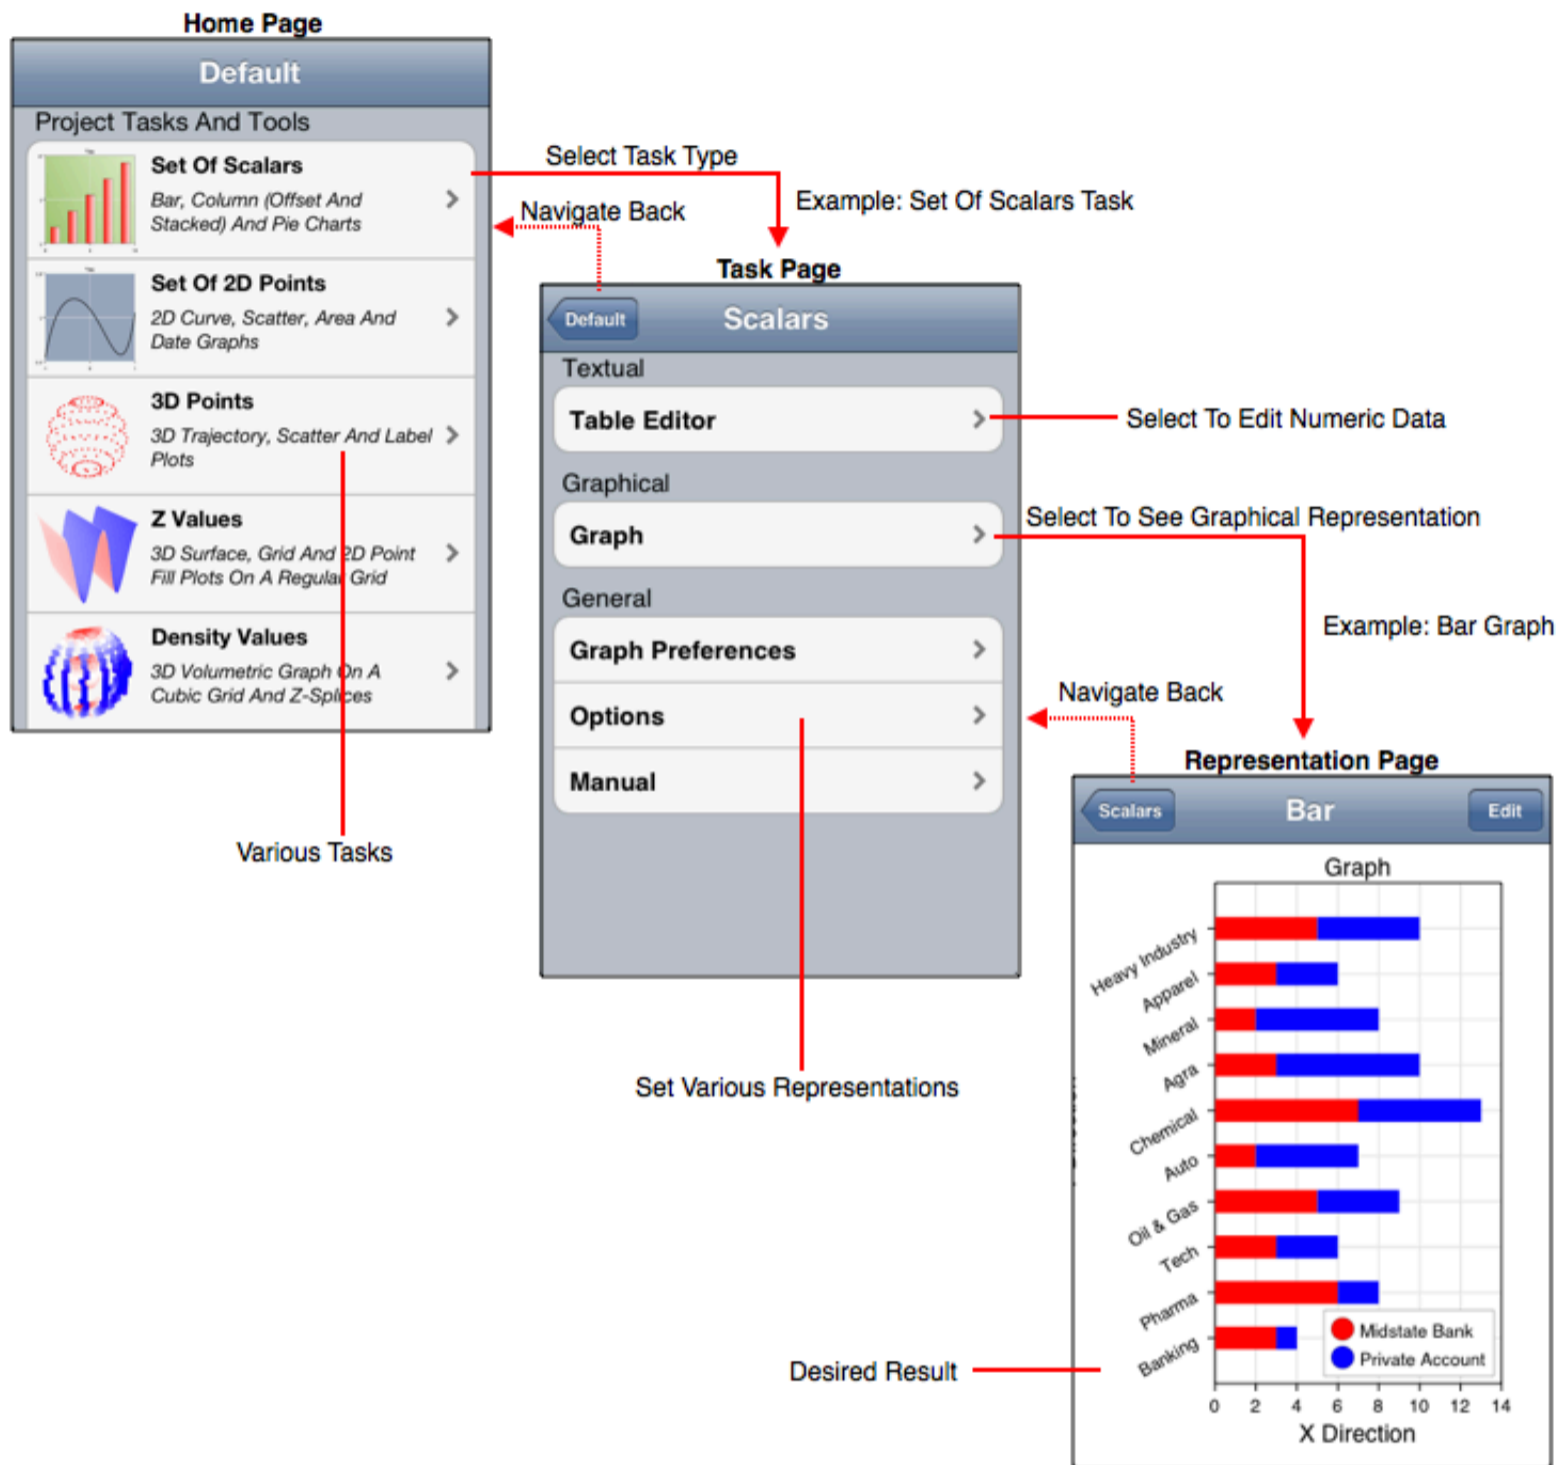 Home Page
Default
Project Tasks And Tools
Set Of Scalars
Bar, Column (Offset And
Stacked) And Pie Charts
Set Of 2D Points
2D Curve, Scatter, Area And
Date Graphs
3D Points
3D Trajectory, Scatter And Label
Plots
Z Values
3D Surface, Grid And 2D Point
Fill Plots On A Regular Grid
Density Values
3D Volumetric Graph On A
Cubic Grid And Z-Splices
Various Tasks
Select Task Type
Example: Set Of Scalars Task
Navigate Back
Task Page
Default
Scalars
Textual
Table Editor
Select To Edit Numeric Data
Graphical
Graph
Select To See Graphical Representation
General
Graph Preferences
Options
Manual
Set Various Representations
Example: Bar Graph
Navigate Back
Representation Page
Scalars
Bar
Edit
Graph
Heavy Industry
Apparel
Mineral
Agra
Chemical
Auto
Oil & Gas
Tech
Pharma
Banking
Midstate Bank
Private Account
0 2 4 6 8 10 12 14
X Direction
Desired Result